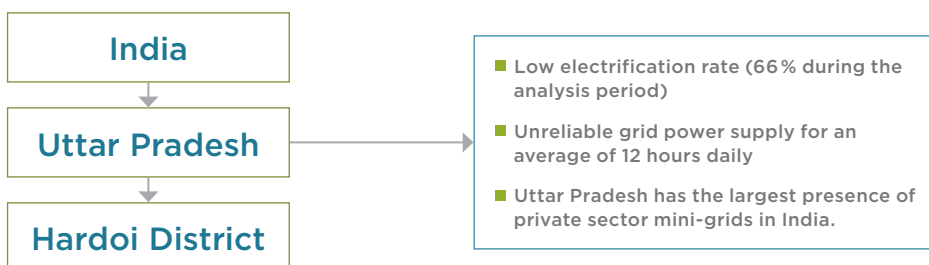 India
Uttar Pradesh
Hardoi District
■ Low electrification rate (66% during the
analysis period)
■ Unreliable grid power supply for an
average of 12 hours daily
■ Uttar Pradesh has the largest presence of
private sector mini-grids in India.